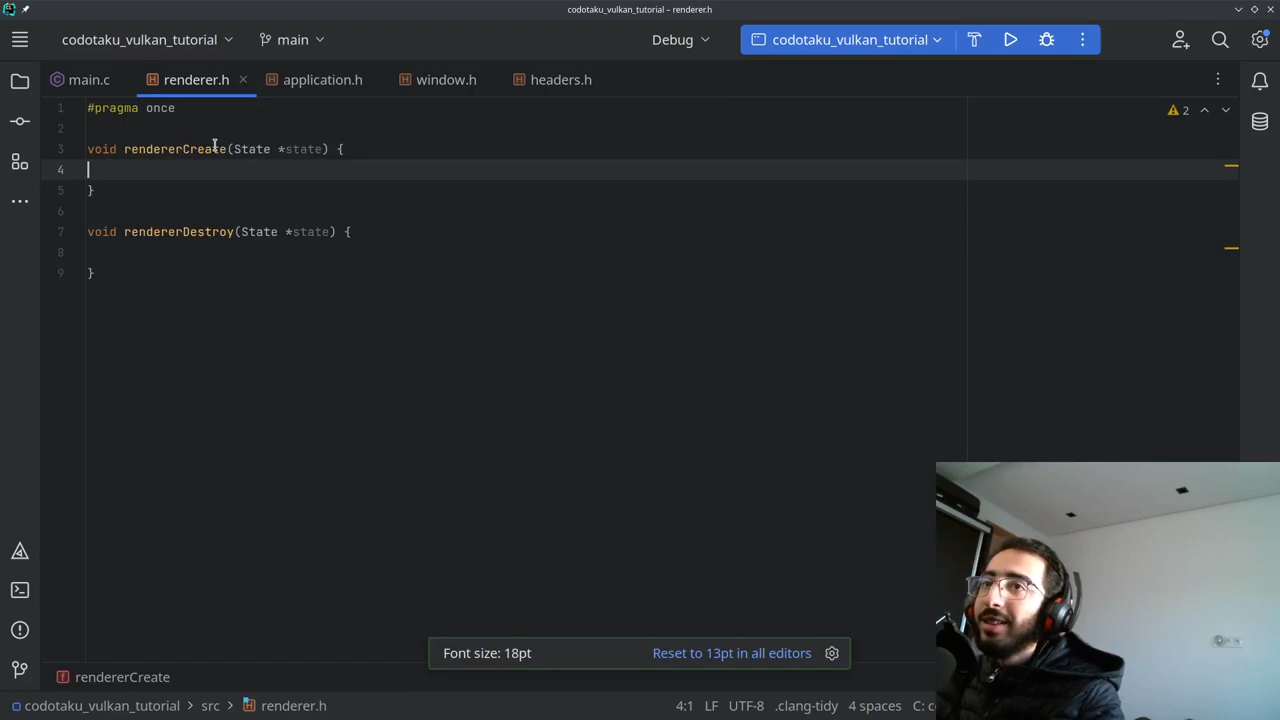 codotaku_vulkan_tutorial – renderer.h
codotaku_vulkan_tutorial
main
Debug
codotaku_vulkan_tutorial
main.c
renderer.h
application.h
window.h
headers.h
1 #pragma once
2
3 void rendererCreate(State *state) {
4
5 }
6
7 void rendererDestroy(State *state) {
8
9 }
2
Font size: 18pt
Reset to 13pt in all editors
rendererCreate
codotaku_vulkan_tutorial
src
renderer.h
4:1
LF
UTF-8
.clang-tidy
4 spaces